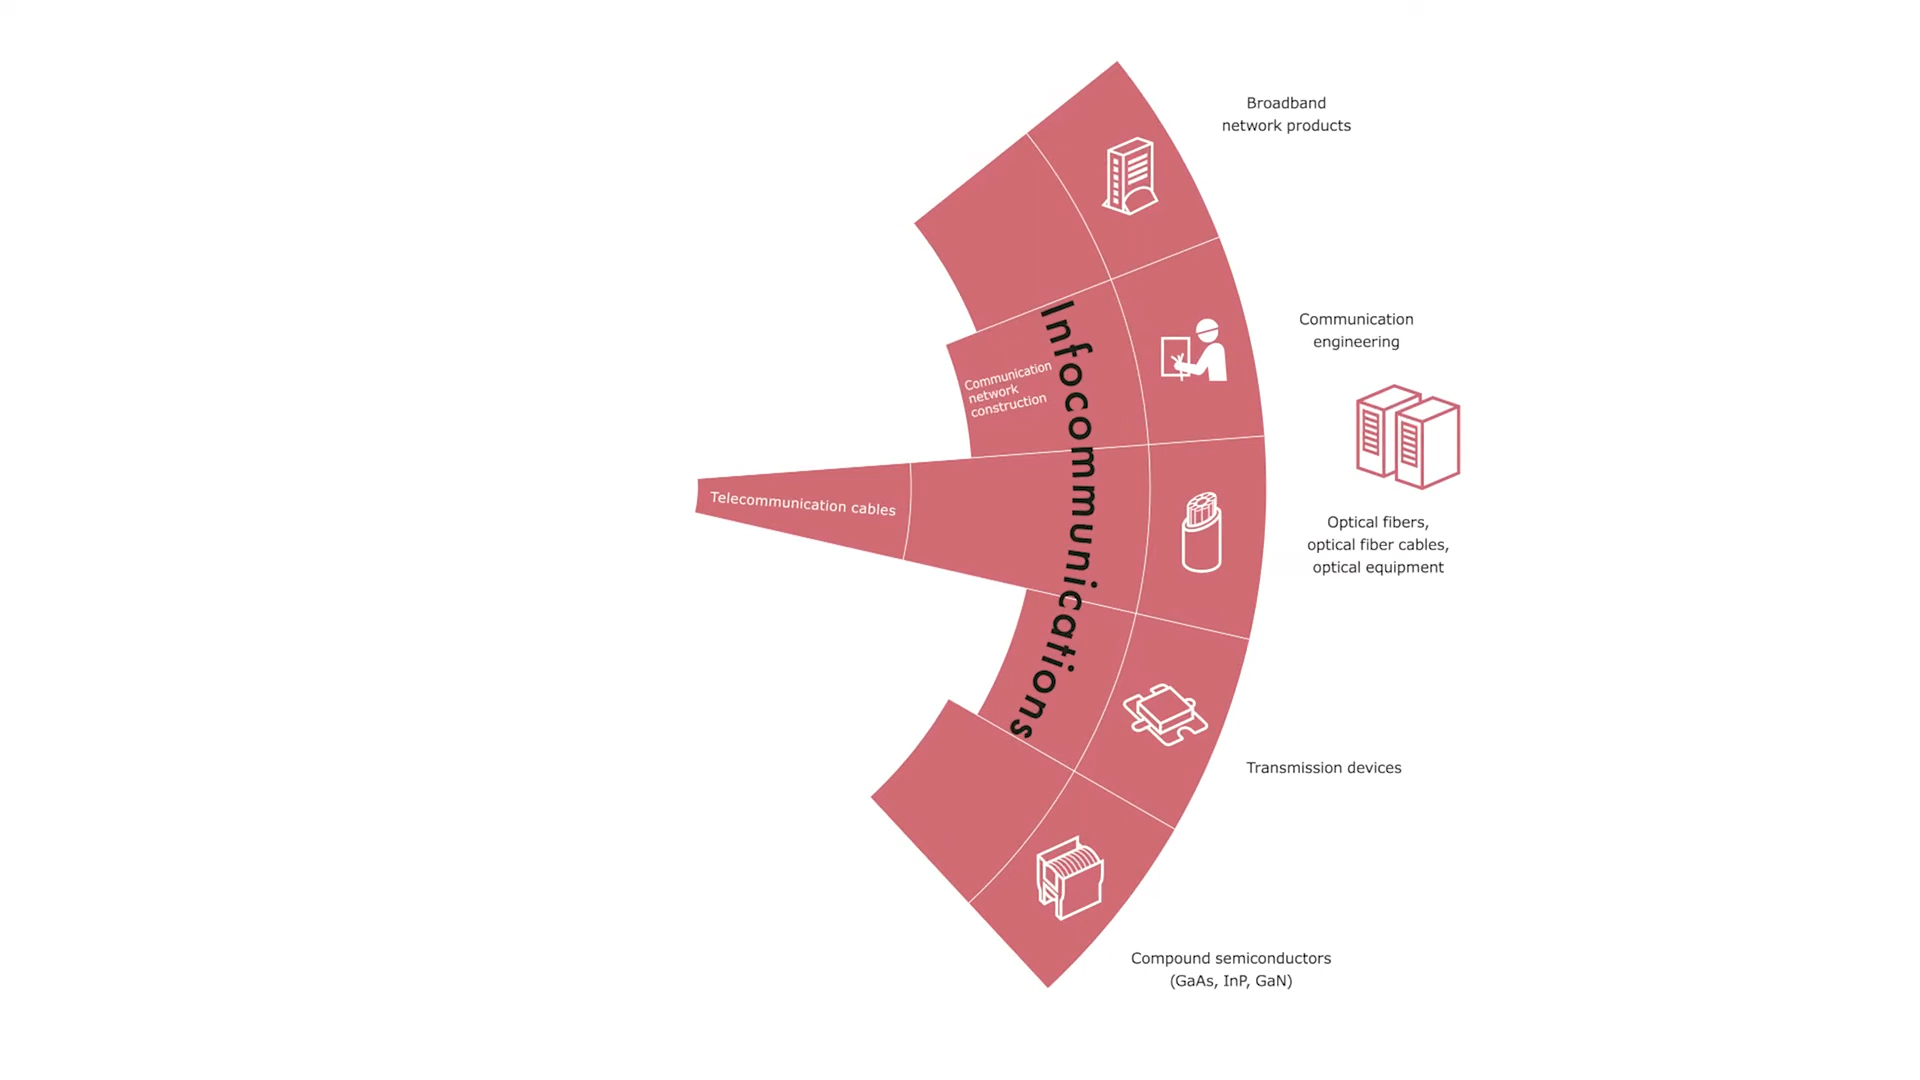 Broadband
network products
Communication
engineering
Infocommunications
Communication
network
construction
Telecommunication cables
Optical fibers,
optical fiber cables,
optical equipment
Transmission devices
Compound semiconductors
(GaAs, InP, GaN)